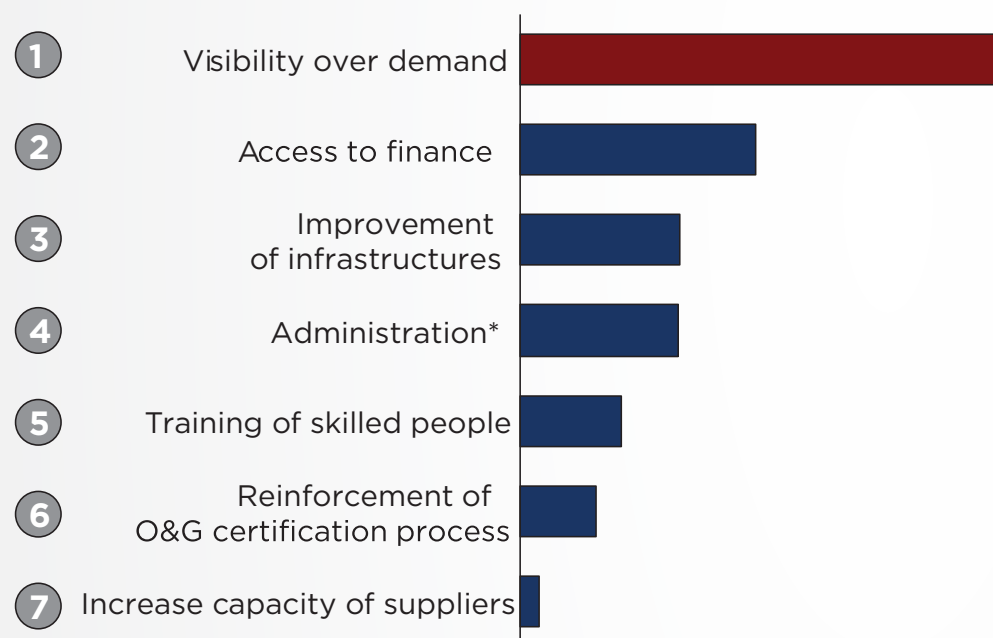 1 Visibility over demand
2 Access to finance
3 Improvement
of infrastructures
4 Administration*
5 Training of skilled people
6 Reinforcement of
O&G certification process
7 Increase capacity of suppliers